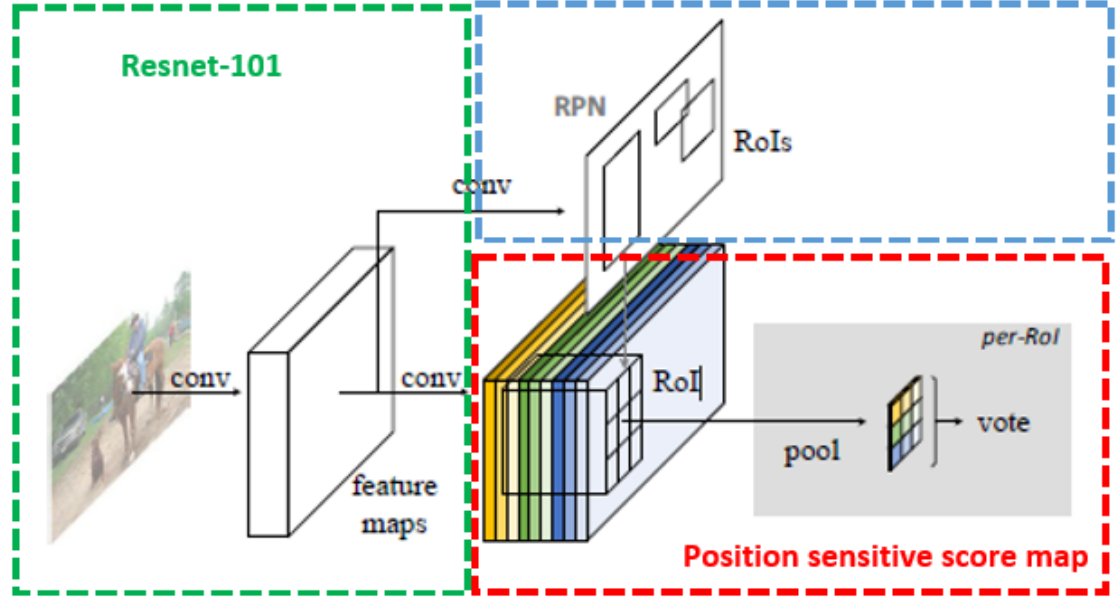 Resnet-101
RPN
RoIs
conv
conv
conv
feature
maps
RoI
per-RoI
pool
vote
Position sensitive score map